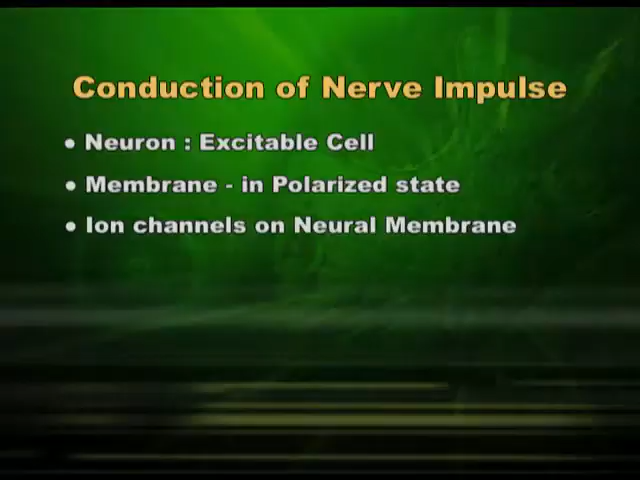 Conduction of Nerve Impulse
• Neuron : Excitable Cell
• Membrane - in Polarized state
• Ion channels on Neural Membrane